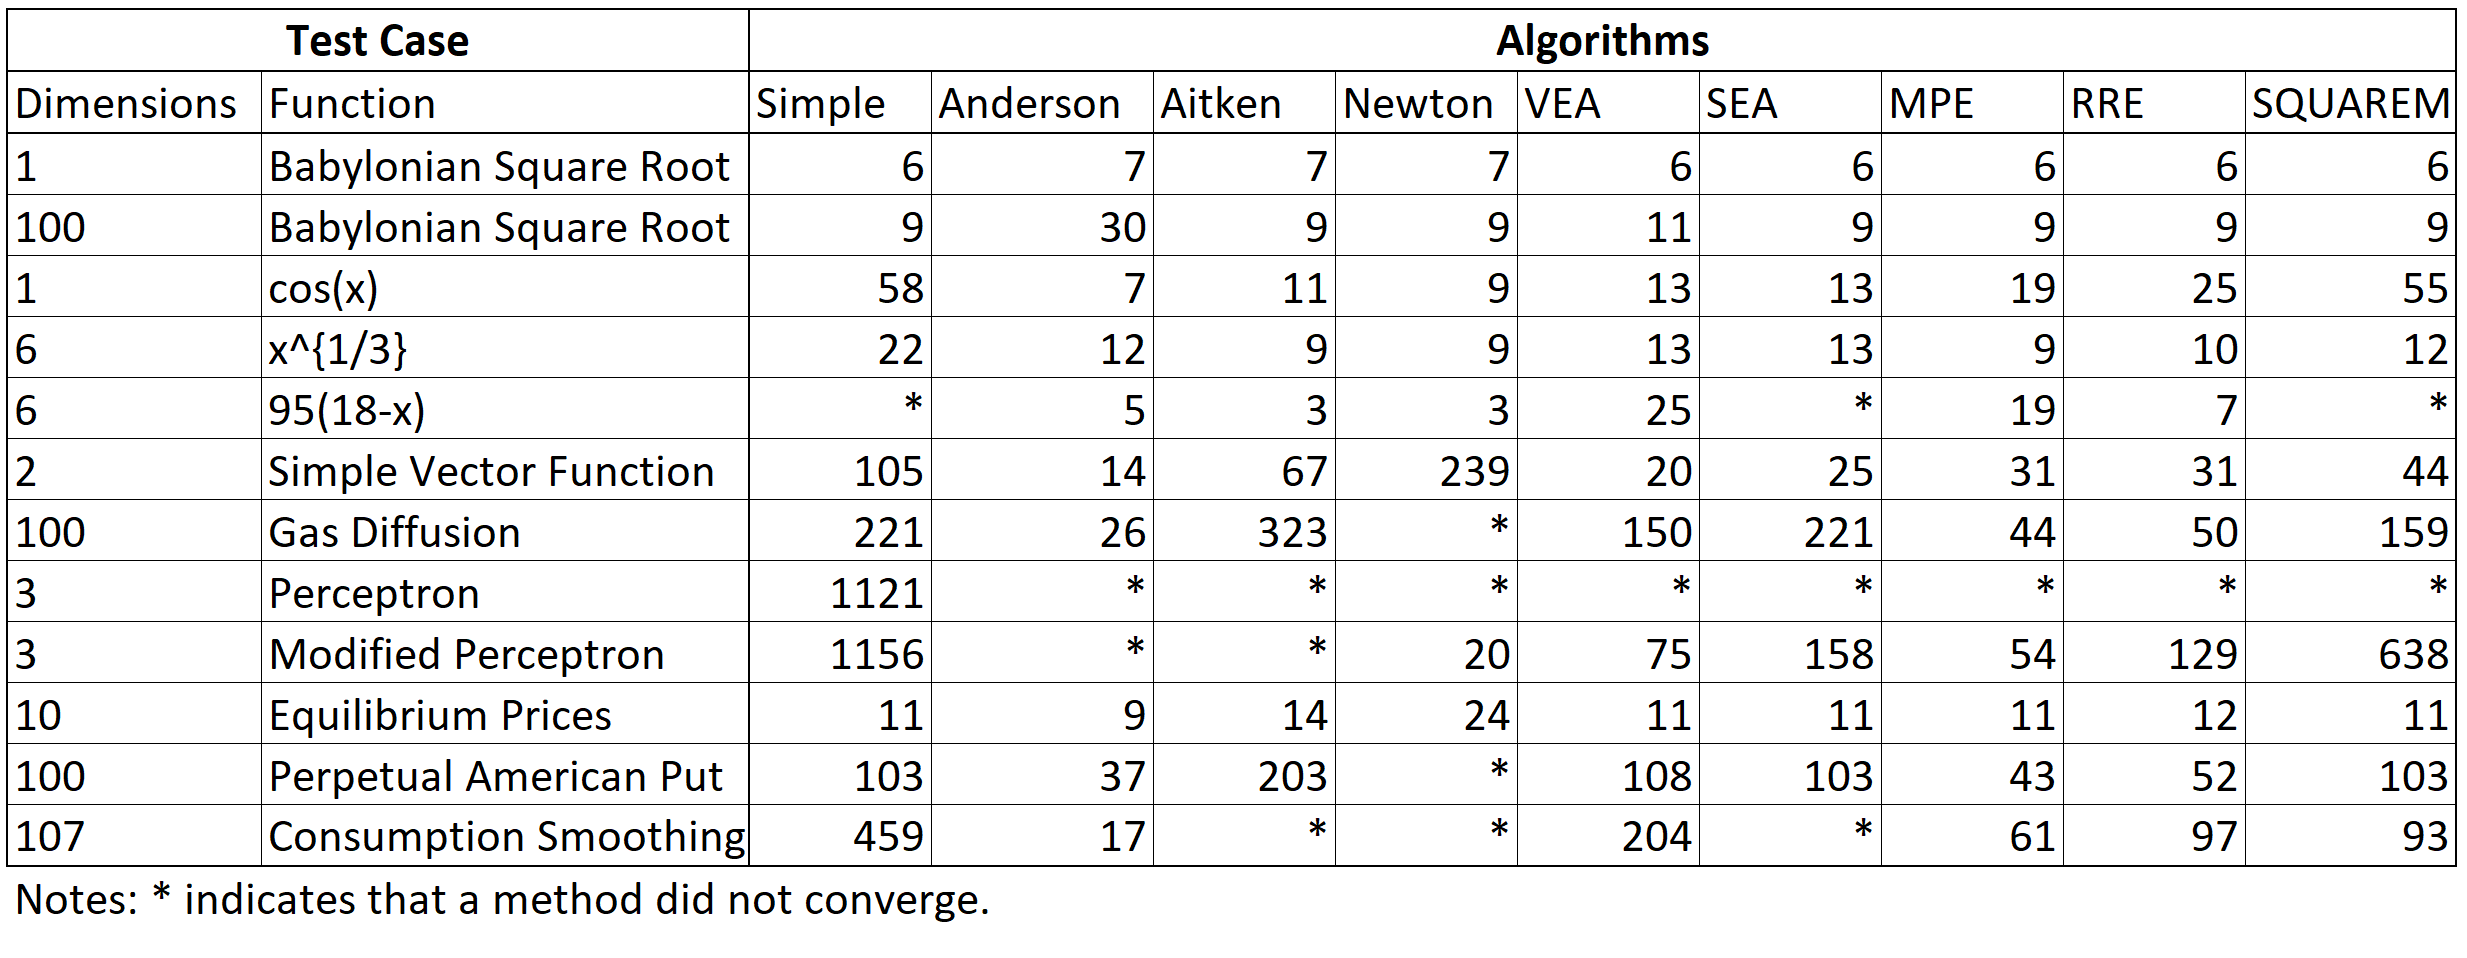 Test Case Algorithms
Dimensions Function Simple Anderson Aitken Newton VEA SEA MPE RRE SQUAREM
1 Babylonian Square Root 6 7 7 7 6 6 6 6 6
100 Babylonian Square Root 9 30 9 9 11 9 9 9 9
1 cos(x) 58 7 11 9 13 13 19 25 55
6 x^{1/3} 22 12 9 9 13 13 9 10 12
6 95(18-x) * 5 3 3 25 * 19 7 *
2 Simple Vector Function 105 14 67 239 20 25 31 31 44
100 Gas Diffusion 221 26 323 * 150 221 44 50 159
3 Perceptron 1121 * * * * * * * *
3 Modified Perceptron 1156 * * 20 75 158 54 129 638
10 Equilibrium Prices 11 9 14 24 11 11 11 12 11
100 Perpetual American Put 103 37 203 * 108 103 43 52 103
107 Consumption Smoothing 459 17 * * 204 * 61 97 93
Notes: * indicates that a method did not converge.